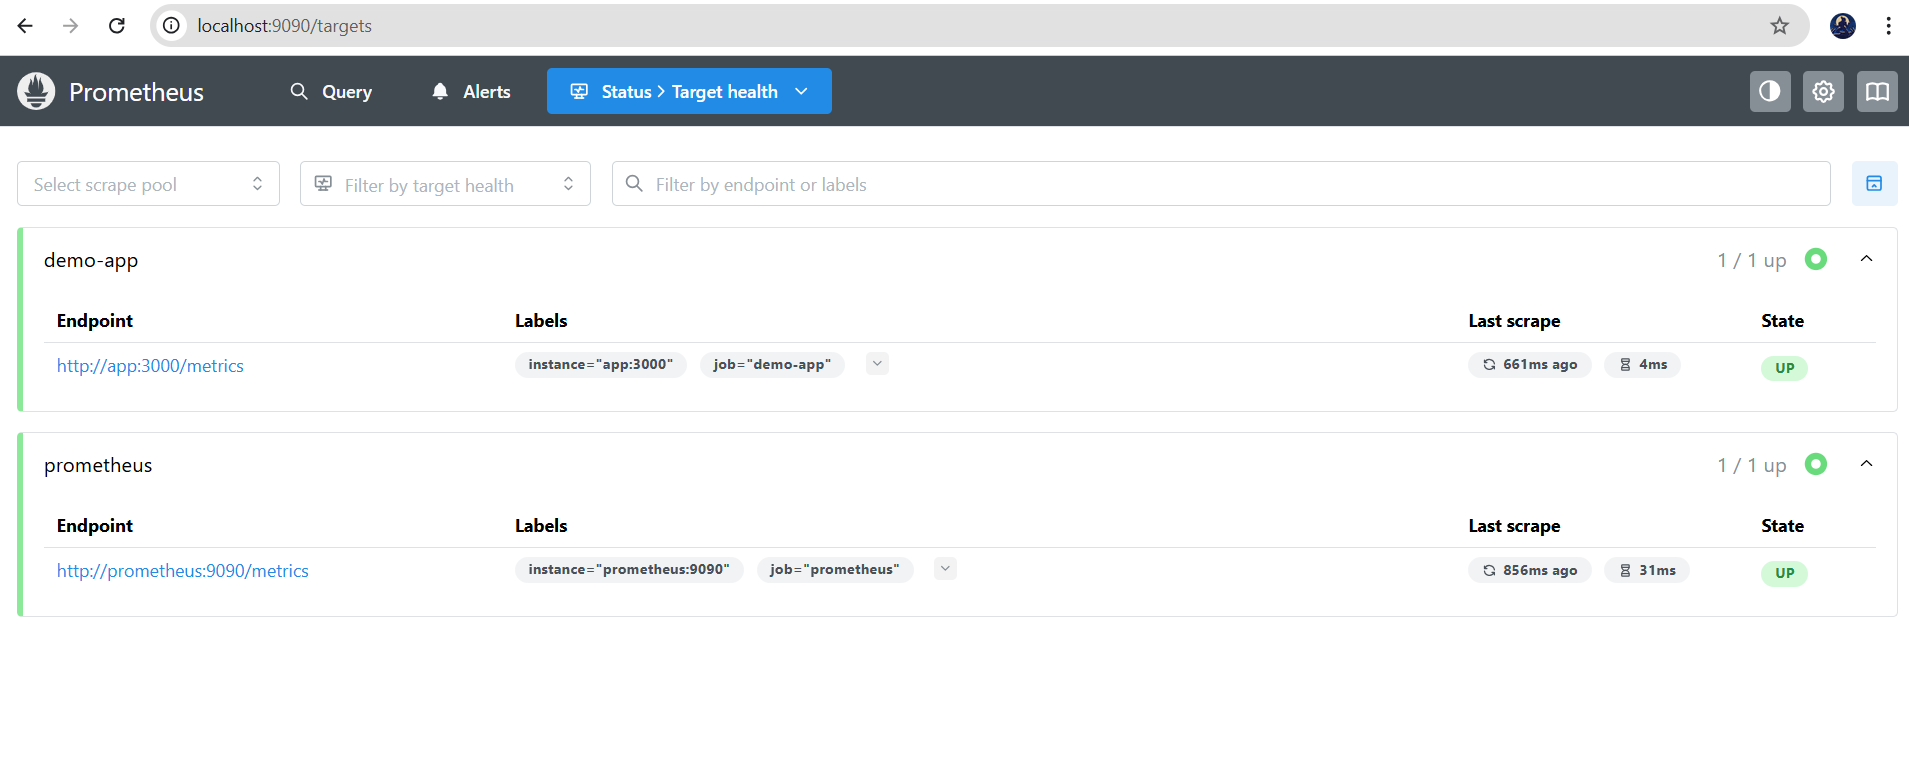 localhost:9090/targets
Prometheus Query Alerts Status > Target health
Select scrape pool Filter by target health Filter by endpoint or labels
demo-app 1 / 1 up
Endpoint Labels Last scrape State
http://app:3000/metrics instance="app:3000" job="demo-app" 661ms ago 4ms UP
prometheus 1 / 1 up
Endpoint Labels Last scrape State
http://prometheus:9090/metrics instance="prometheus:9090" job="prometheus" 856ms ago 31ms UP